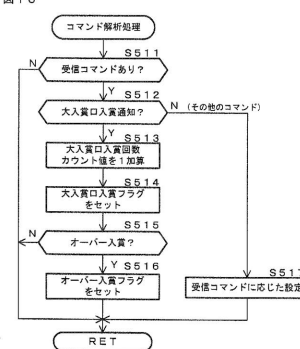 コマンド解析処理
S511
N
受信コマンドあり?
Y S512
大入賞口入賞通知?
N (その他のコマンド)
Y S513
大入賞口入賞回数
カウント値を1加算
S514
大入賞口入賞フラグ
をセット
S515
N
オーバー入賞?
Y S516
オーバー入賞フラグ
をセット
S517
受信コマンドに応じた設定
RET